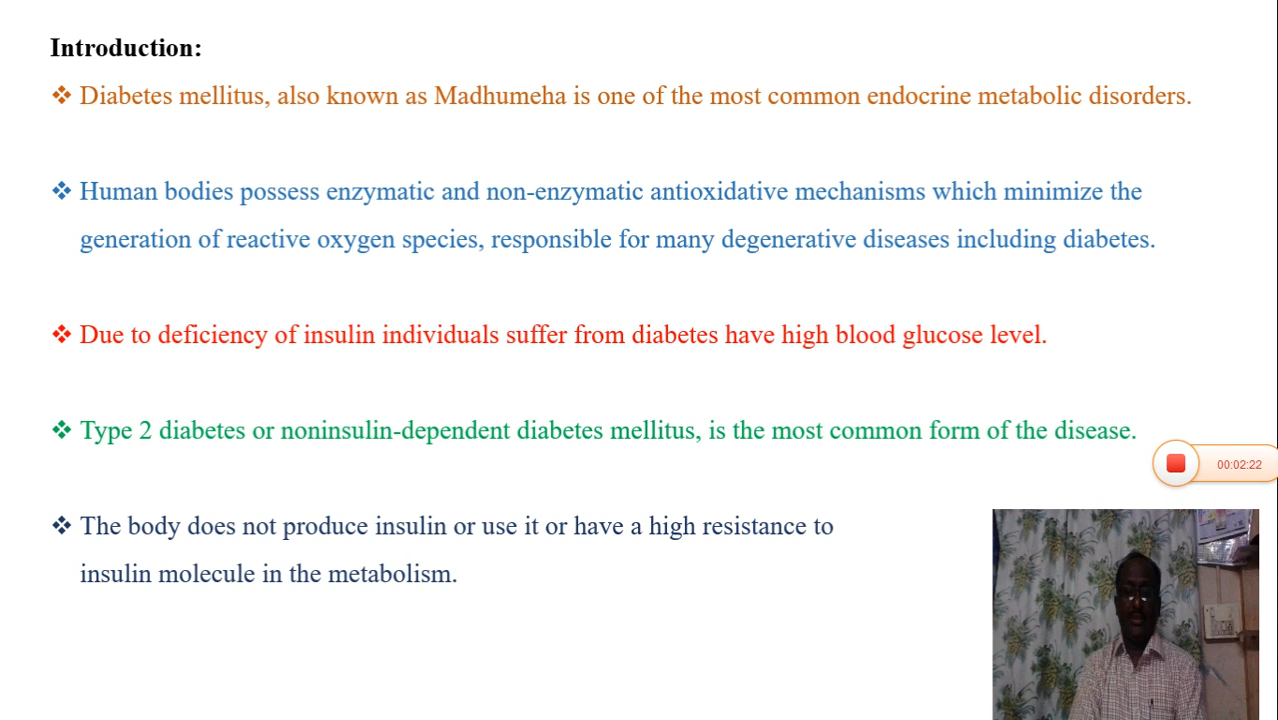 Introduction:
❖ Diabetes mellitus, also known as Madhumeha is one of the most common endocrine metabolic disorders.
❖ Human bodies possess enzymatic and non-enzymatic antioxidative mechanisms which minimize the
generation of reactive oxygen species, responsible for many degenerative diseases including diabetes.
❖ Due to deficiency of insulin individuals suffer from diabetes have high blood glucose level.
❖ Type 2 diabetes or noninsulin-dependent diabetes mellitus, is the most common form of the disease.
00:02:22
❖ The body does not produce insulin or use it or have a high resistance to
insulin molecule in the metabolism.